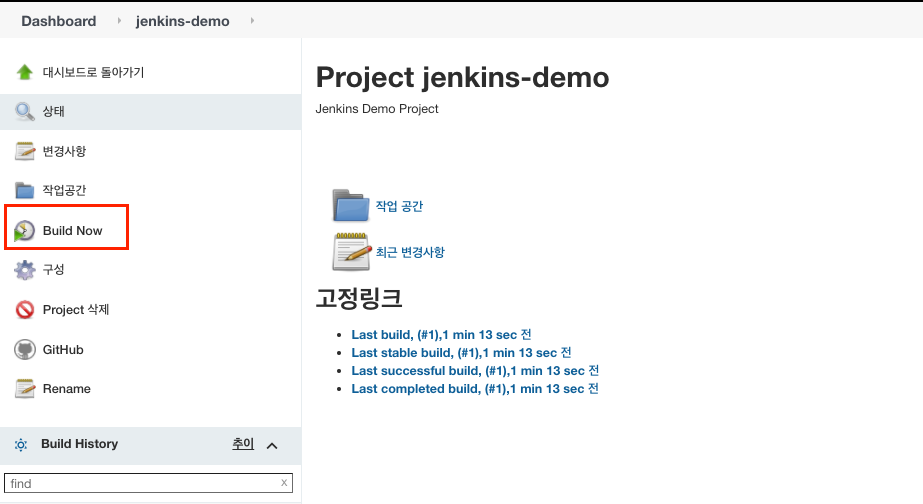 Dashboard
jenkins-demo
대시보드로 돌아가기
상태
변경사항
작업공간
Build Now
구성
Project 삭제
GitHub
Rename
Build History
추이
find
x
Project jenkins-demo
Jenkins Demo Project
작업 공간
최근 변경사항
고정링크
Last build, (#1),1 min 13 sec 전
Last stable build, (#1),1 min 13 sec 전
Last successful build, (#1),1 min 13 sec 전
Last completed build, (#1),1 min 13 sec 전